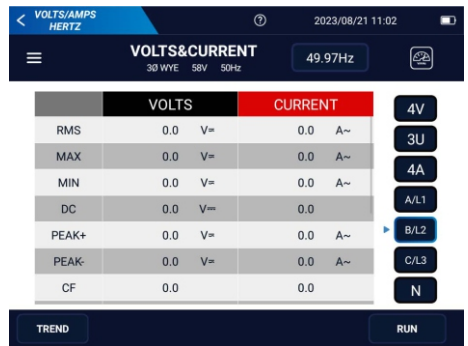 VOLTS/AMPS
HERTZ
2023/08/21 11:02
VOLTS&CURRENT
3Ø WYE 58V 50Hz
49.97Hz
VOLTS CURRENT
RMS 0.0 V≂ 0.0 A~
MAX 0.0 V≂ 0.0 A~
MIN 0.0 V≂ 0.0 A~
DC 0.0 V⎓ 0.0
PEAK+ 0.0 V≂ 0.0 A~
PEAK- 0.0 V≂ 0.0 A~
CF 0.0 0.0
4V
3U
4A
A/L1
B/L2
C/L3
N
TREND RUN